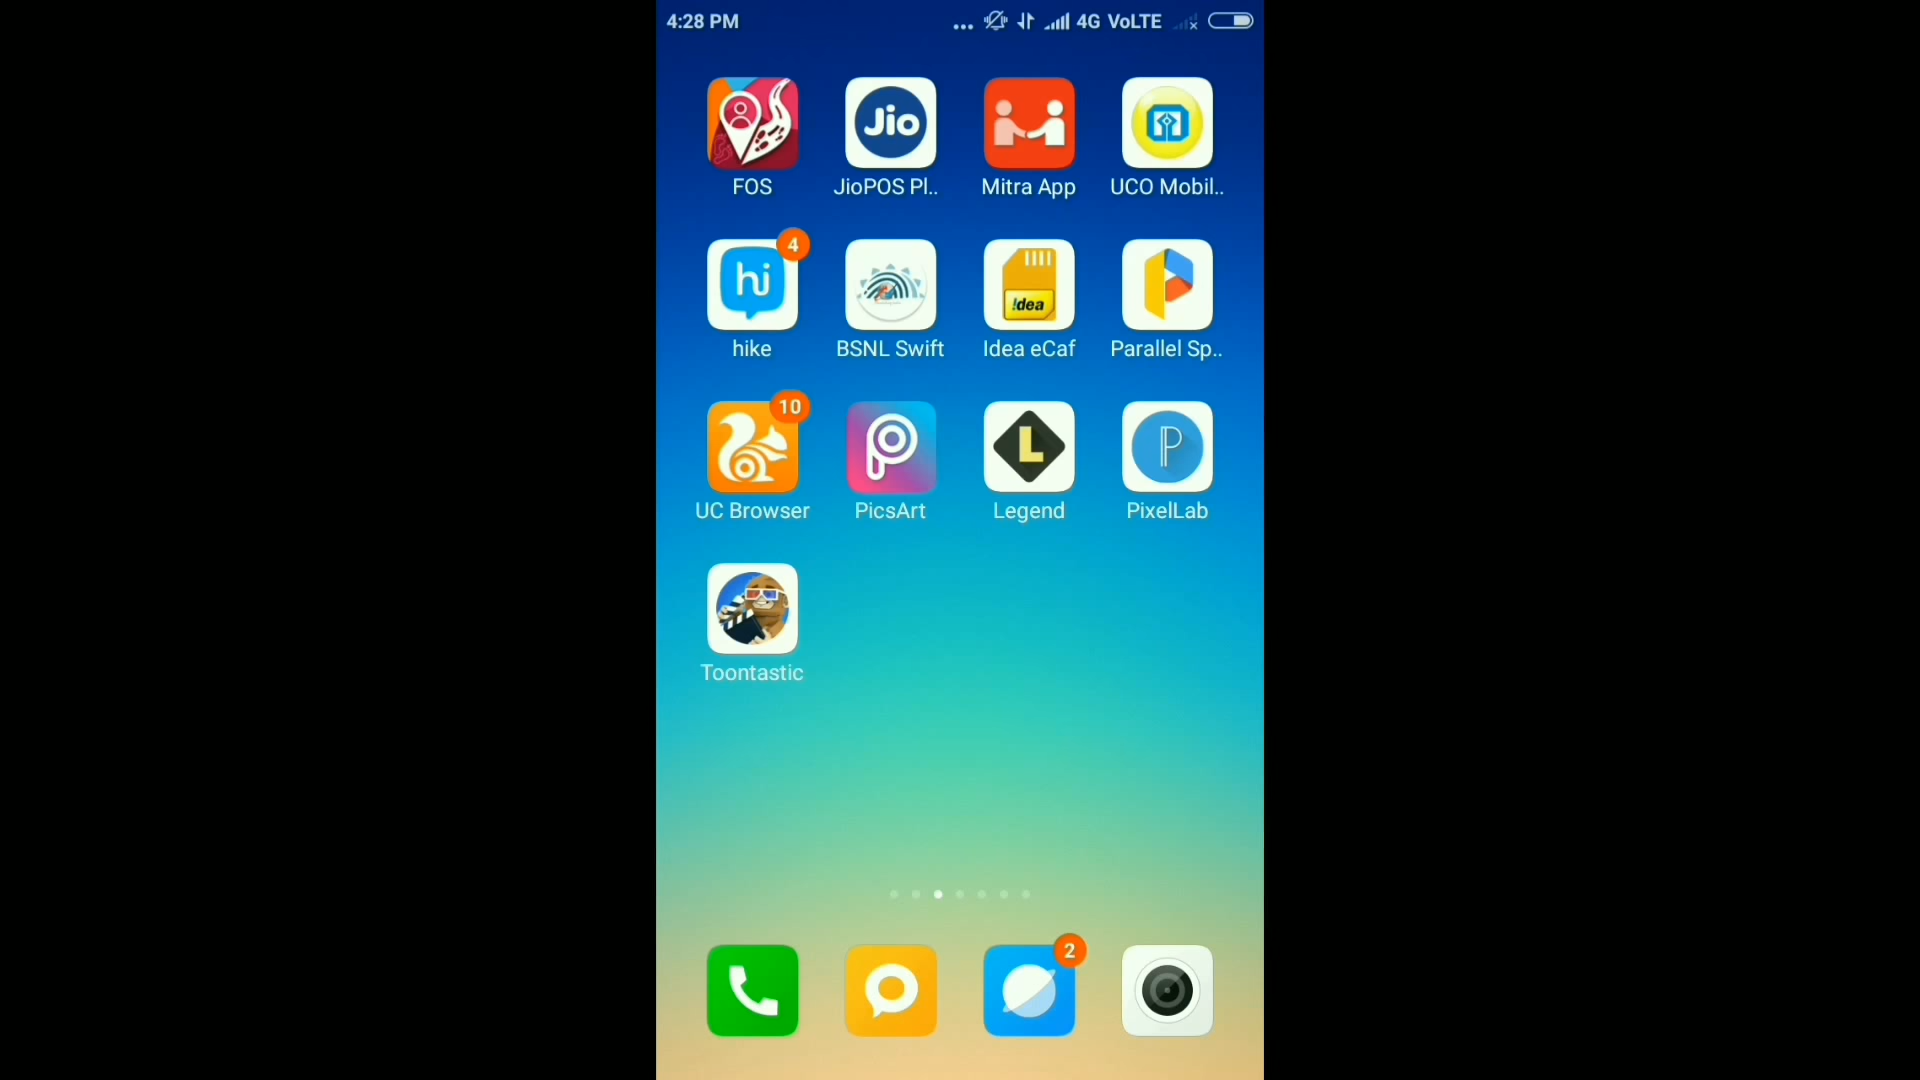 4:28 PM ... 4G VoLTE
Jio
FOS JioPOS Pl.. Mitra App UCO Mobil..
4
hi !dea
hike BSNL Swift Idea eCaf Parallel Sp..
10
L P
UC Browser PicsArt Legend PixelLab
Toontastic
2